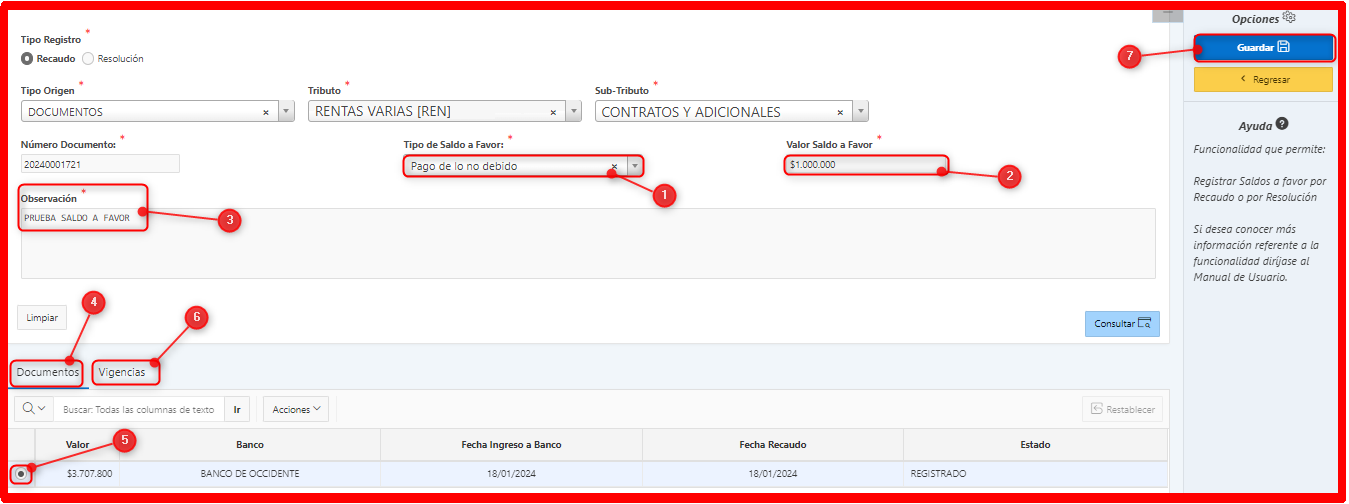 Tipo Registro *
Recaudo Resolución
Tipo Origen * Tributo * Sub-Tributo *
DOCUMENTOS × RENTAS VARIAS [REN] × CONTRATOS Y ADICIONALES ×
Número Documento: * Tipo de Saldo a Favor: * Valor Saldo a Favor *
20240001721 Pago de lo no debido × $1.000.000
1
2
Observación *
PRUEBA SALDO A FAVOR
3
4
6
Limpiar
Consultar
Documentos Vigencias
Buscar: Todas las columnas de texto Ir Acciones Restablecer
5
Valor Banco Fecha Ingreso a Banco Fecha Recaudo Estado
$3.707.800 BANCO DE OCCIDENTE 18/01/2024 18/01/2024 REGISTRADO
Opciones
7
Guardar
< Regresar
Ayuda ?
Funcionalidad que permite:
Registrar Saldos a favor por
Recaudo o por Resolución
Si desea conocer más
información referente a la
funcionalidad diríjase al
Manual de Usuario.